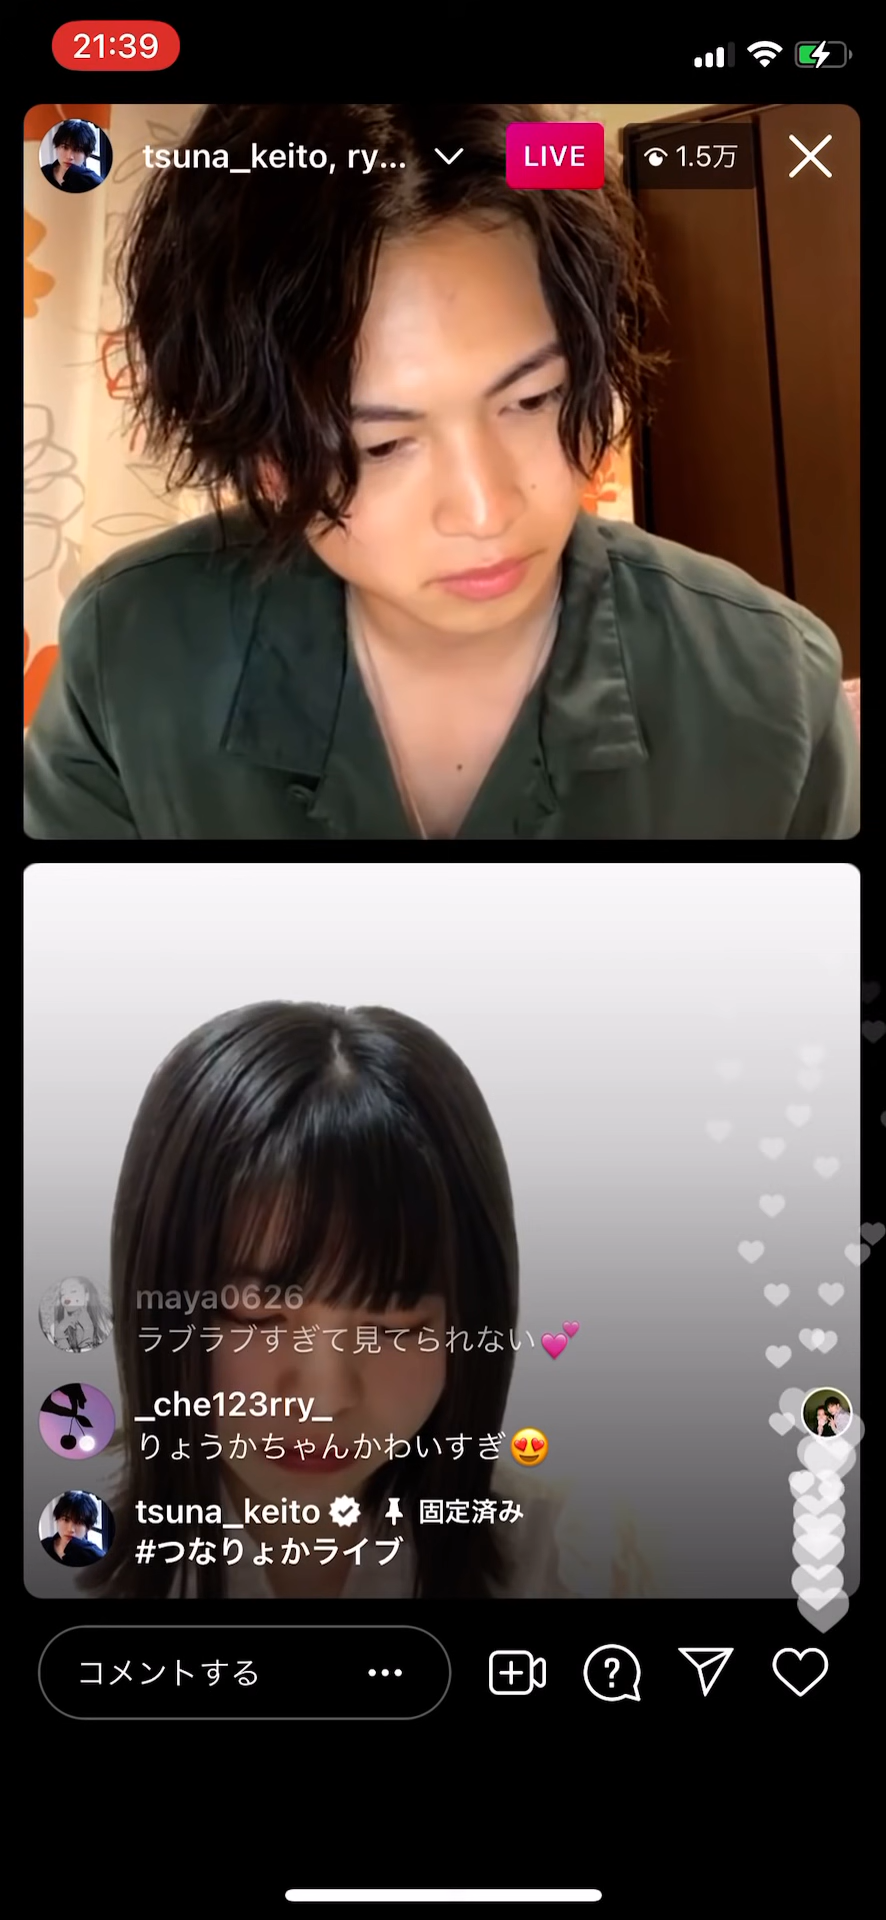 21:39
tsuna_keito, ry...
LIVE
1.5万
maya0626
ラブラブすぎて見てられない💕
_che123rry_
りょうかちゃんかわいすぎ😍
tsuna_keito 固定済み
#つなりょかライブ
コメントする